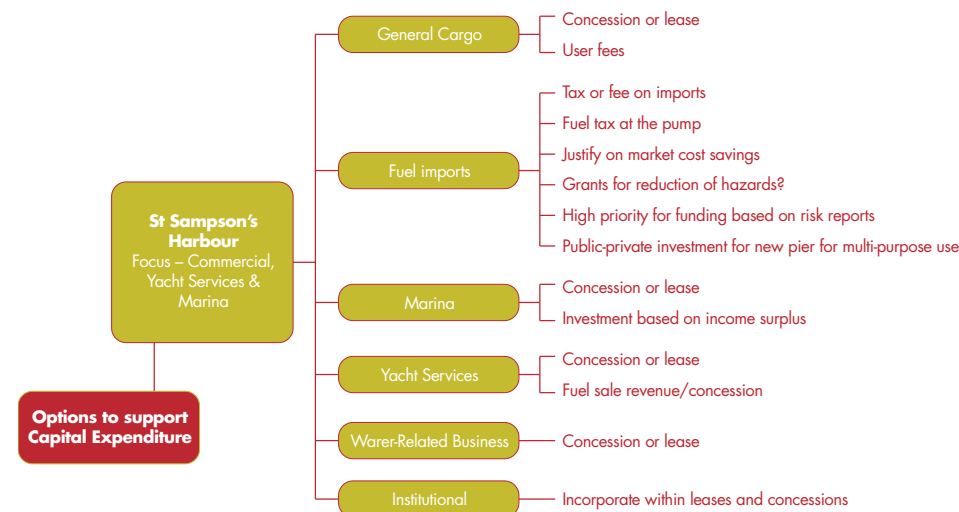 General Cargo
Concession or lease
User fees
Fuel imports
Tax or fee on imports
Fuel tax at the pump
Justify on market cost savings
Grants for reduction of hazards?
High priority for funding based on risk reports
Public-private investment for new pier for multi-purpose use
St Sampson's
Harbour
Focus – Commercial,
Yacht Services &
Marina
Marina
Concession or lease
Investment based on income surplus
Yacht Services
Concession or lease
Fuel sale revenue/concession
Options to support
Capital Expenditure
Warer-Related Business
Concession or lease
Institutional
Incorporate within leases and concessions